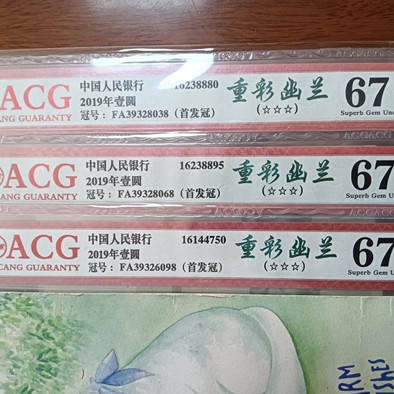 ACG
CANG GUARANTY
中国人民银行 16238880
2019年壹圆
冠号：FA39328038（首发冠）
重彩幽兰
(☆☆☆)
67
Superb Gem Unc
ACG
CANG GUARANTY
中国人民银行 16238895
2019年壹圆
冠号：FA39328068（首发冠）
重彩幽兰
(☆☆☆)
67
Superb Gem U
ACG
CANG GUARANTY
中国人民银行 16144750
2019年壹圆
冠号：FA39326098（首发冠）
重彩幽兰
(☆☆☆)
67
Superb Gem U
RM
SHES